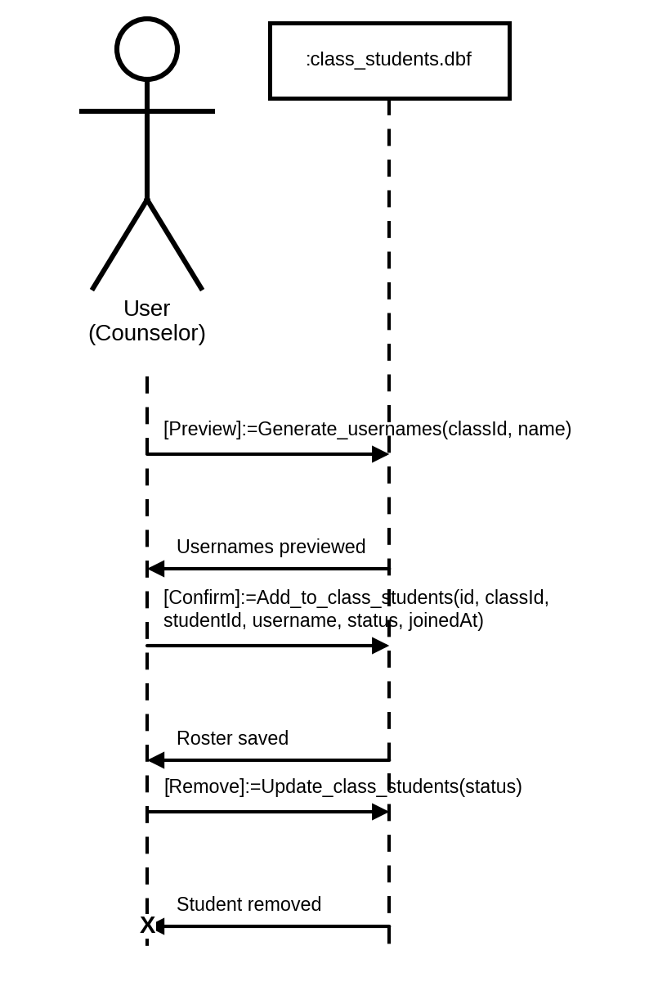 :class_students.dbf
User
(Counselor)
[Preview]:=Generate_usernames(classId, name)
Usernames previewed
[Confirm]:=Add_to_class_students(id, classId,
studentId, username, status, joinedAt)
Roster saved
[Remove]:=Update_class_students(status)
Student removed
X